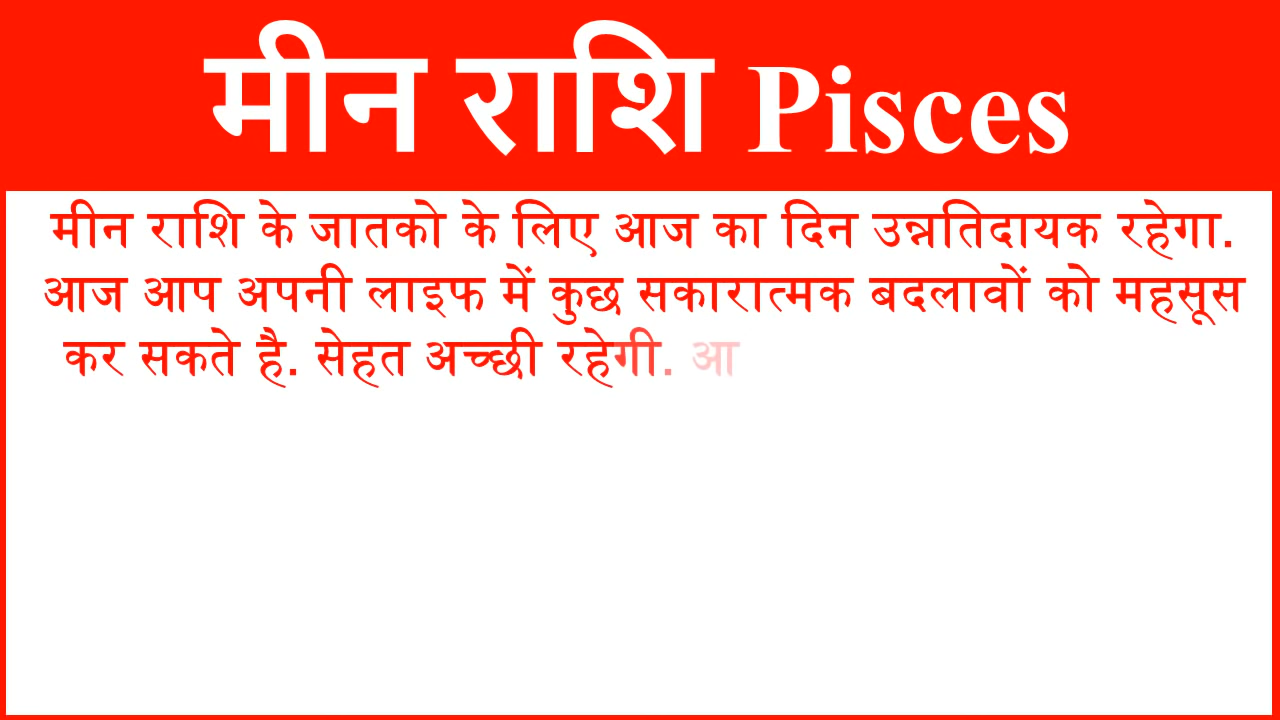 मीन राशि Pisces
मीन राशि के जातको के लिए आज का दिन उन्नतिदायक रहेगा.
आज आप अपनी लाइफ में कुछ सकारात्मक बदलावों को महसूस
कर सकते है. सेहत अच्छी रहेगी. आ